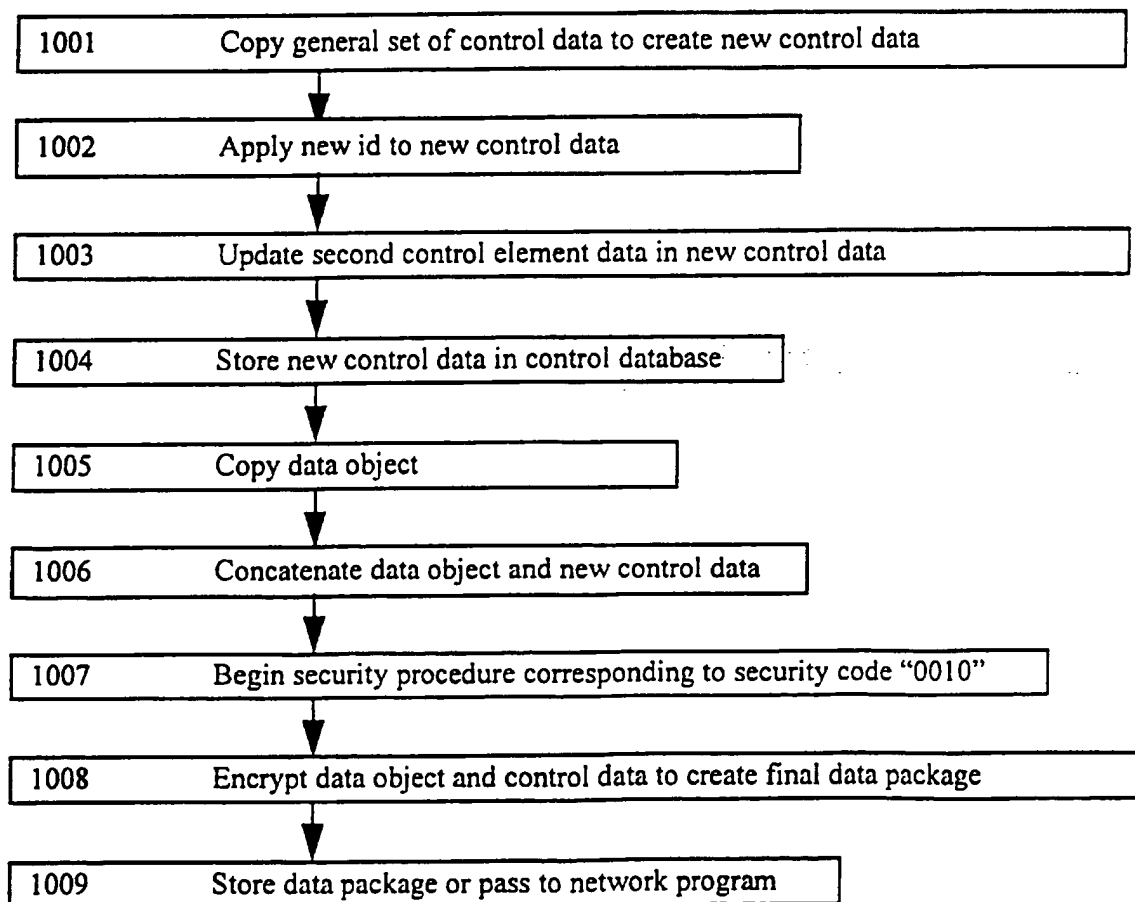 1001 Copy general set of control data to create new control data
1002 Apply new id to new control data
1003 Update second control element data in new control data
1004 Store new control data in control database
1005 Copy data object
1006 Concatenate data object and new control data
1007 Begin security procedure corresponding to security code “0010”
1008 Encrypt data object and control data to create final data package
1009 Store data package or pass to network program